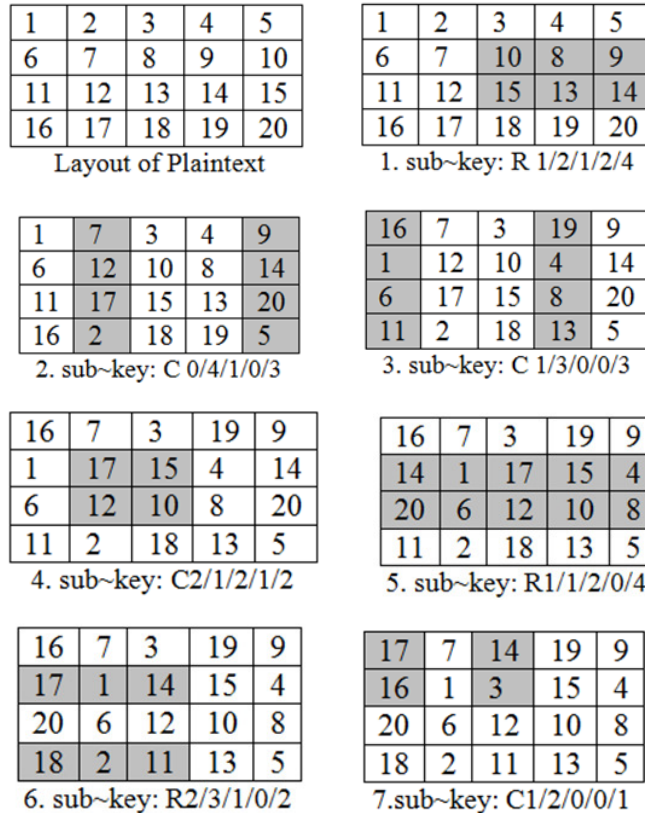 1 2 3 4 5
6 7 8 9 10
11 12 13 14 15
16 17 18 19 20
Layout of Plaintext
1 2 3 4 5
6 7 10 8 9
11 12 15 13 14
16 17 18 19 20
1. sub~key: R 1/2/1/2/4
1 7 3 4 9
6 12 10 8 14
11 17 15 13 20
16 2 18 19 5
2. sub~key: C 0/4/1/0/3
16 7 3 19 9
1 12 10 4 14
6 17 15 8 20
11 2 18 13 5
3. sub~key: C 1/3/0/0/3
16 7 3 19 9
1 17 15 4 14
6 12 10 8 20
11 2 18 13 5
4. sub~key: C2/1/2/1/2
16 7 3 19 9
14 1 17 15 4
20 6 12 10 8
11 2 18 13 5
5. sub~key: R1/1/2/0/4
16 7 3 19 9
17 1 14 15 4
20 6 12 10 8
18 2 11 13 5
6. sub~key: R2/3/1/0/2
17 7 14 19 9
16 1 3 15 4
20 6 12 10 8
18 2 11 13 5
7.sub~key: C1/2/0/0/1